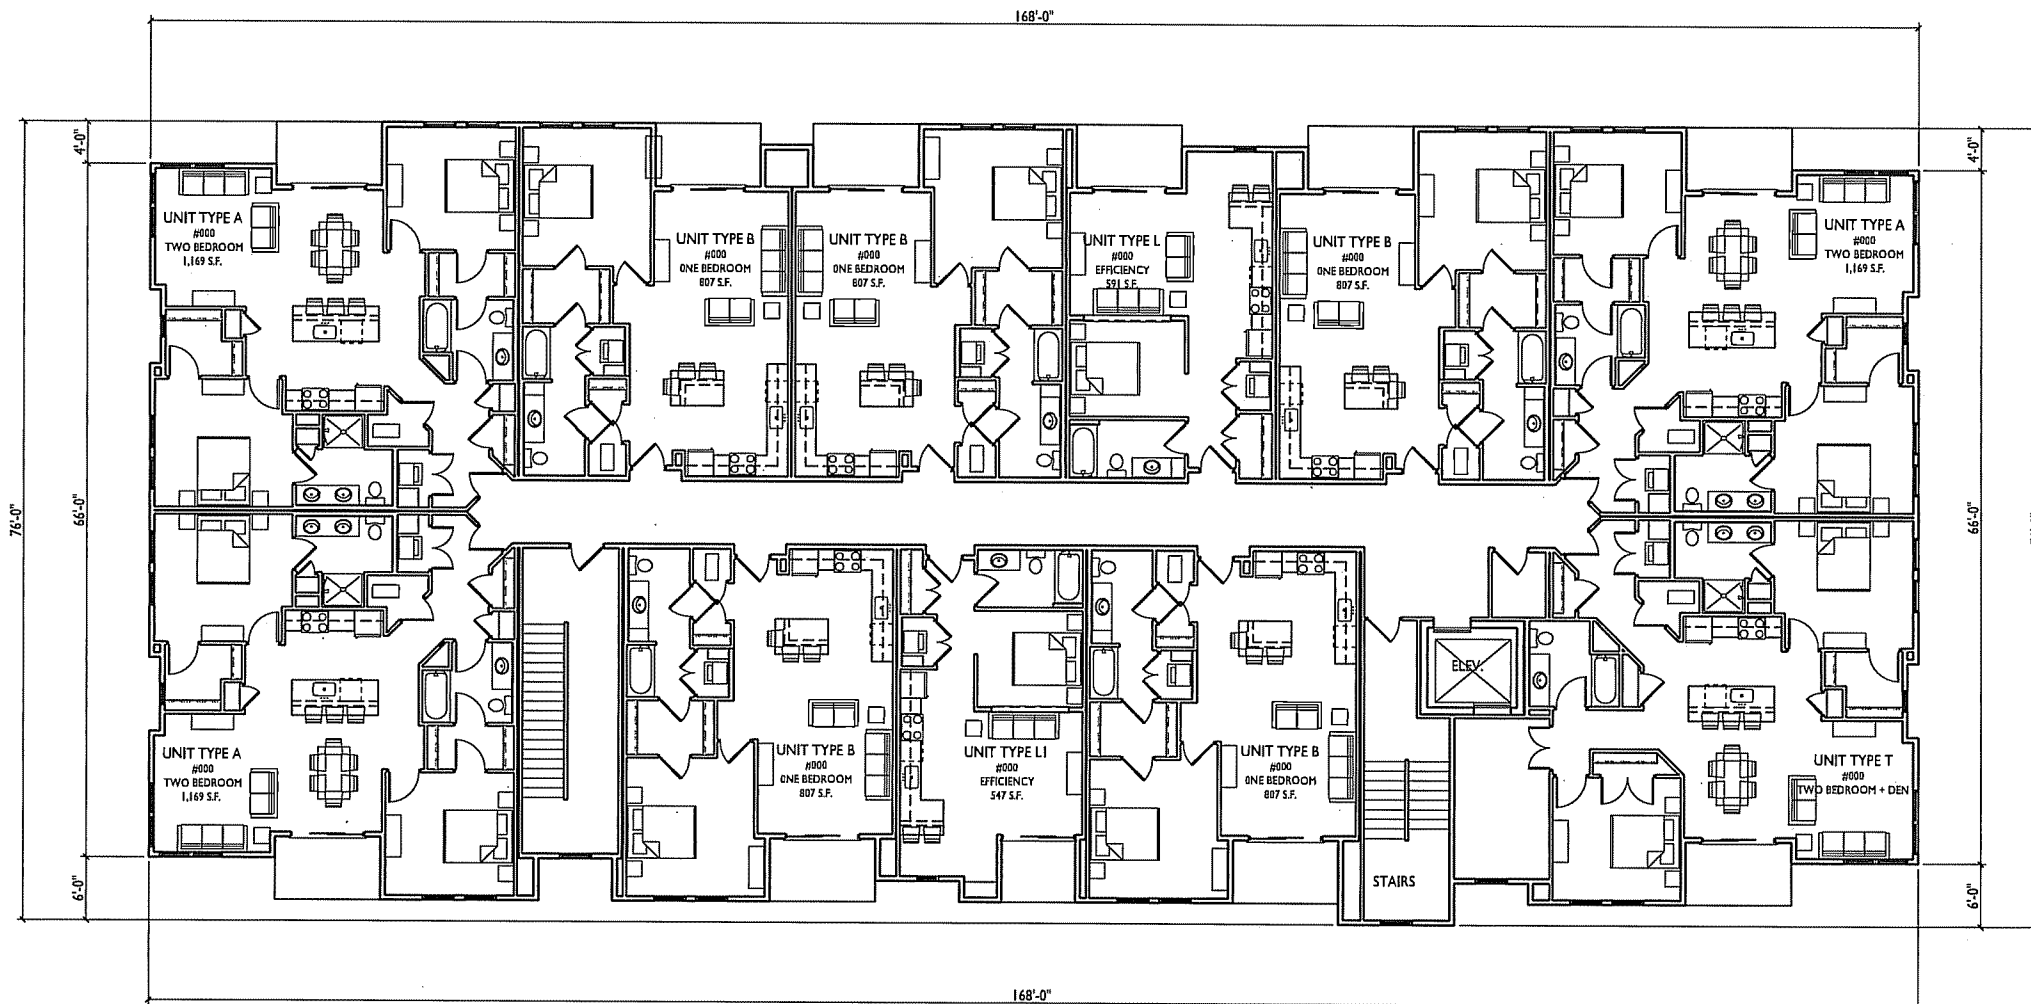 168'-0"
4'-0"
4'-0"
UNIT TYPE A
#000
TWO BEDROOM
1,169 S.F.
UNIT TYPE B
#000
ONE BEDROOM
807 S.F.
UNIT TYPE B
#000
ONE BEDROOM
807 S.F.
UNIT TYPE L
#000
EFFICIENCY
591 S.F.
UNIT TYPE B
#000
ONE BEDROOM
807 S.F.
UNIT TYPE A
#000
TWO BEDROOM
1,169 S.F.
76'-0"
66'-0"
66'-0"
ELEV.
UNIT TYPE A
#000
TWO BEDROOM
1,169 S.F.
UNIT TYPE B
#000
ONE BEDROOM
807 S.F.
UNIT TYPE L1
#000
EFFICIENCY
547 S.F.
UNIT TYPE B
#000
ONE BEDROOM
807 S.F.
UNIT TYPE T
#000
TWO BEDROOM + DEN
STAIRS
6'-0"
6'-0"
168'-0"